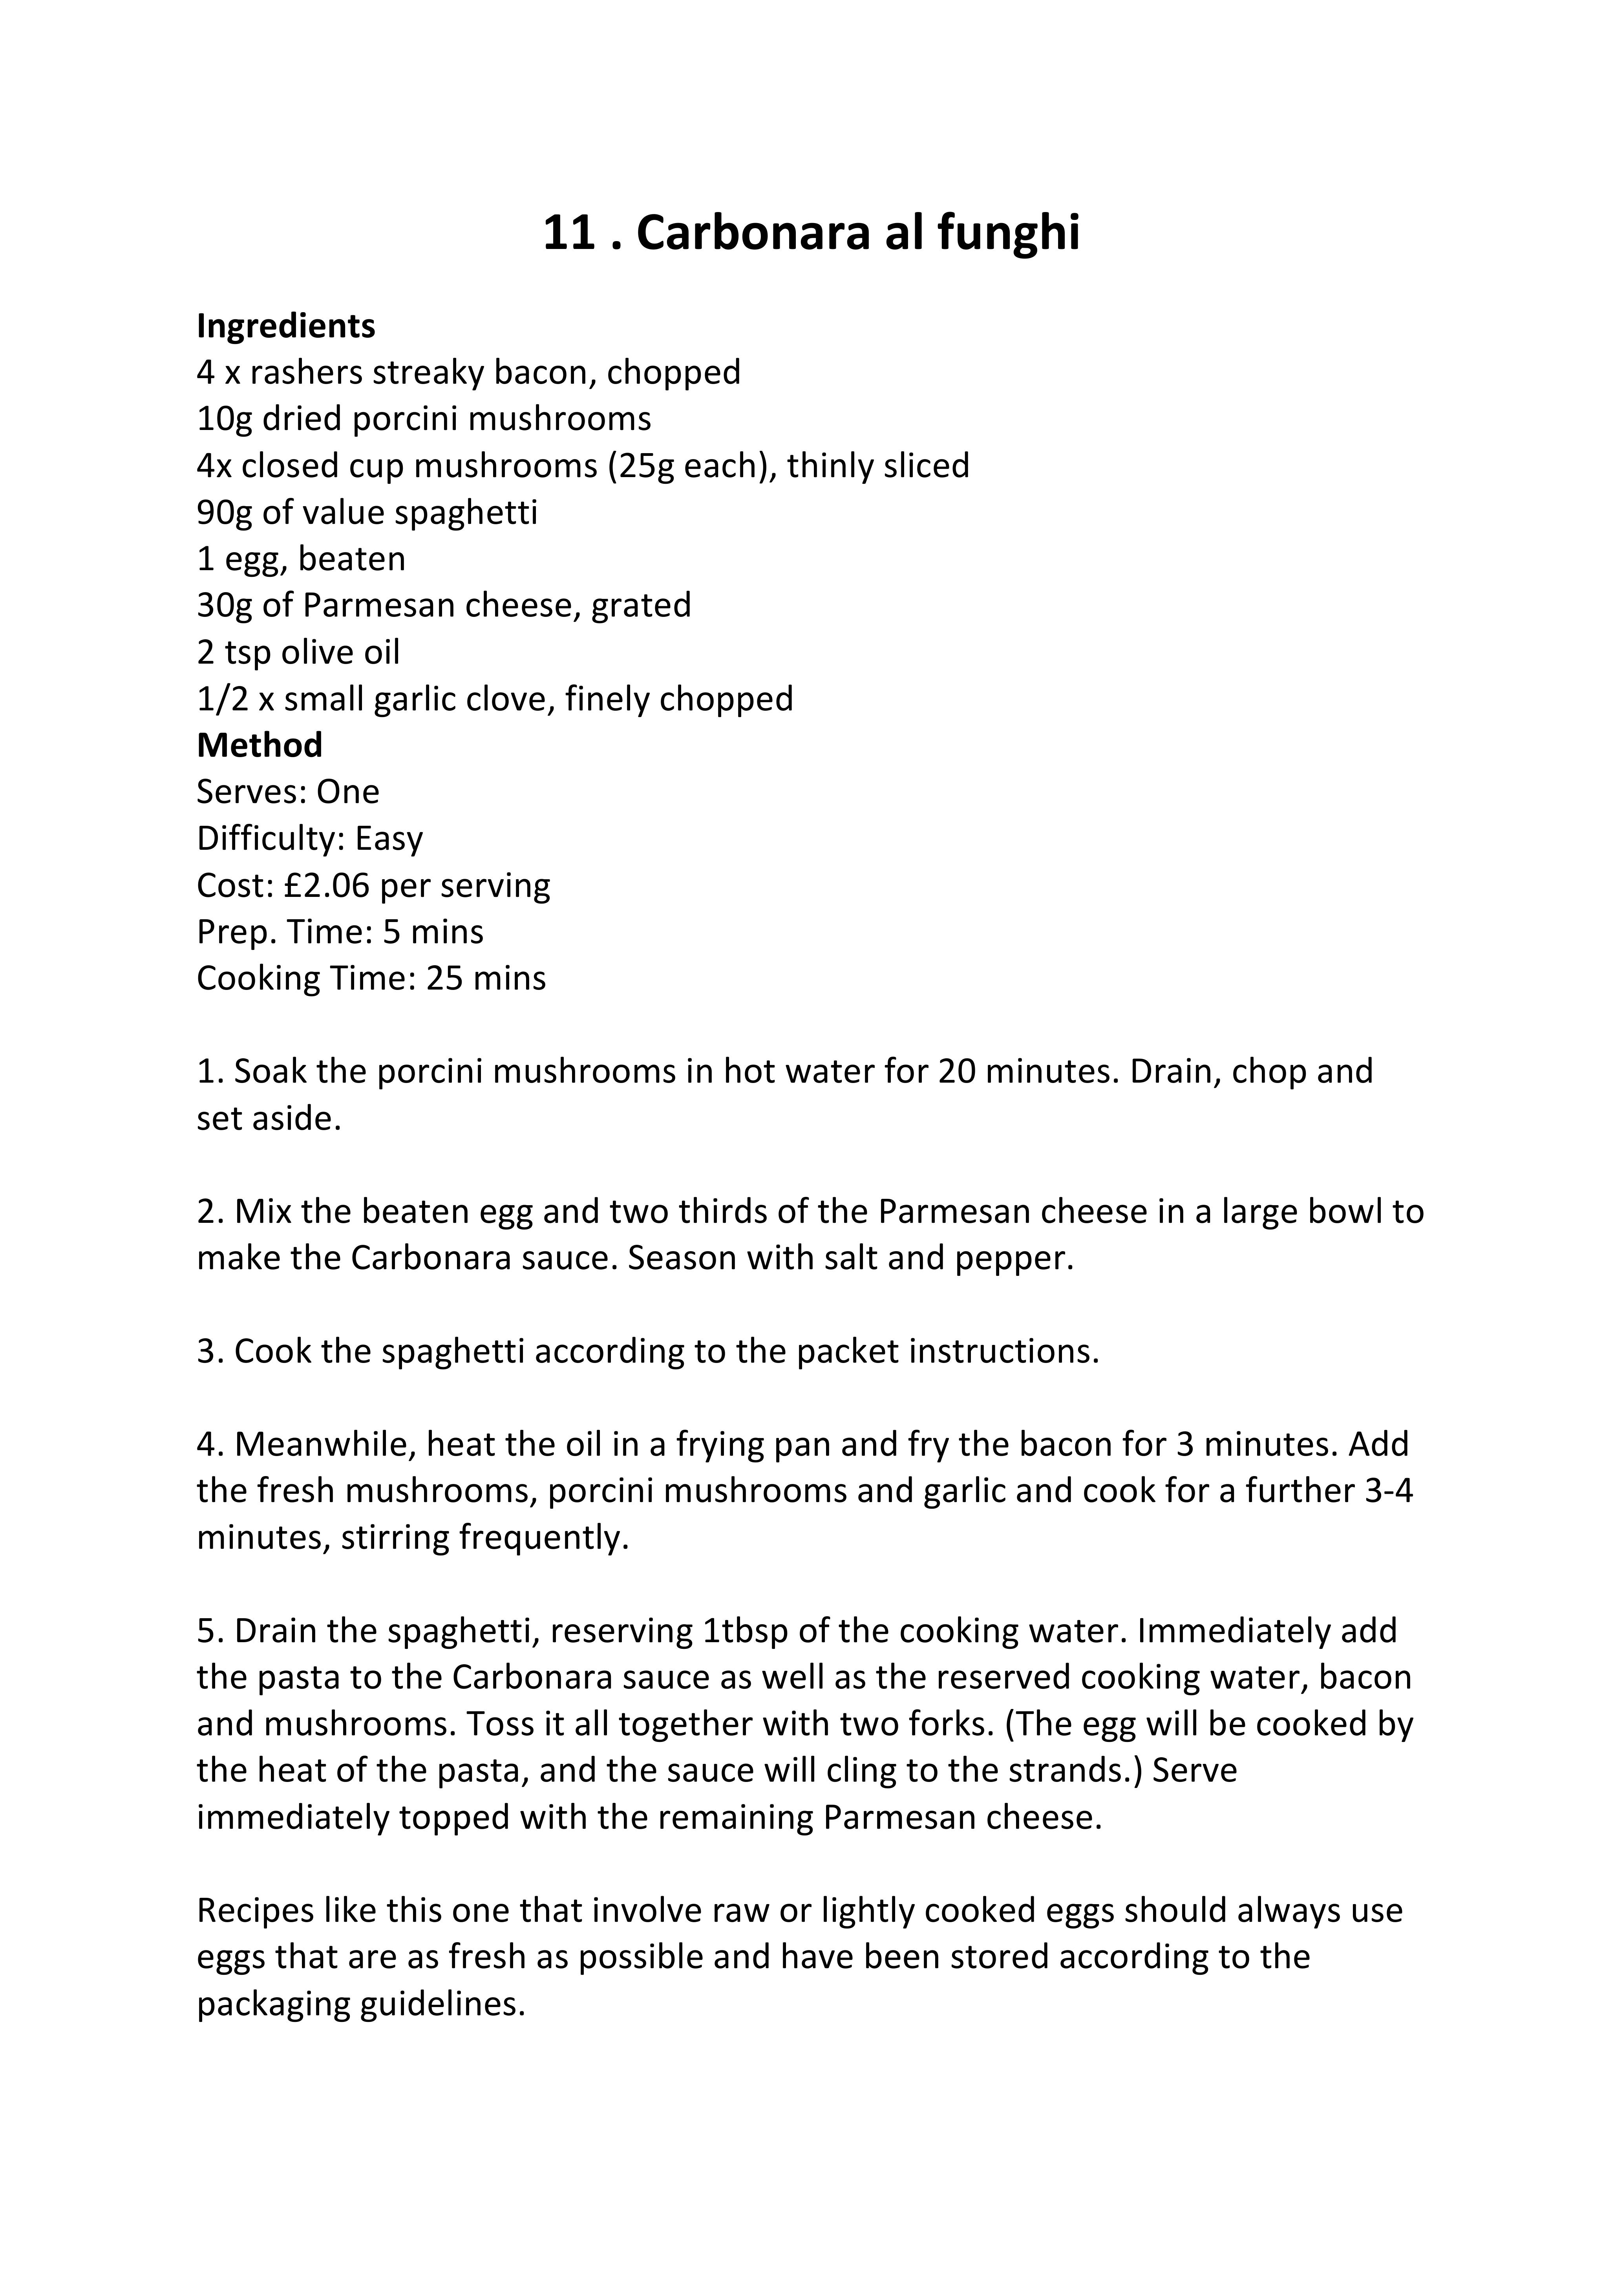 11 . Carbonara al funghi
Ingredients
4 x rashers streaky bacon, chopped
10g dried porcini mushrooms
4x closed cup mushrooms (25g each), thinly sliced
90g of value spaghetti
1 egg, beaten
30g of Parmesan cheese, grated
2 tsp olive oil
1/2 x small garlic clove, finely chopped
Method
Serves: One
Difficulty: Easy
Cost: £2.06 per serving
Prep. Time: 5 mins
Cooking Time: 25 mins
1. Soak the porcini mushrooms in hot water for 20 minutes. Drain, chop and
set aside.
2. Mix the beaten egg and two thirds of the Parmesan cheese in a large bowl to
make the Carbonara sauce. Season with salt and pepper.
3. Cook the spaghetti according to the packet instructions.
4. Meanwhile, heat the oil in a frying pan and fry the bacon for 3 minutes. Add
the fresh mushrooms, porcini mushrooms and garlic and cook for a further 3-4
minutes, stirring frequently.
5. Drain the spaghetti, reserving 1tbsp of the cooking water. Immediately add
the pasta to the Carbonara sauce as well as the reserved cooking water, bacon
and mushrooms. Toss it all together with two forks. (The egg will be cooked by
the heat of the pasta, and the sauce will cling to the strands.) Serve
immediately topped with the remaining Parmesan cheese.
Recipes like this one that involve raw or lightly cooked eggs should always use
eggs that are as fresh as possible and have been stored according to the
packaging guidelines.